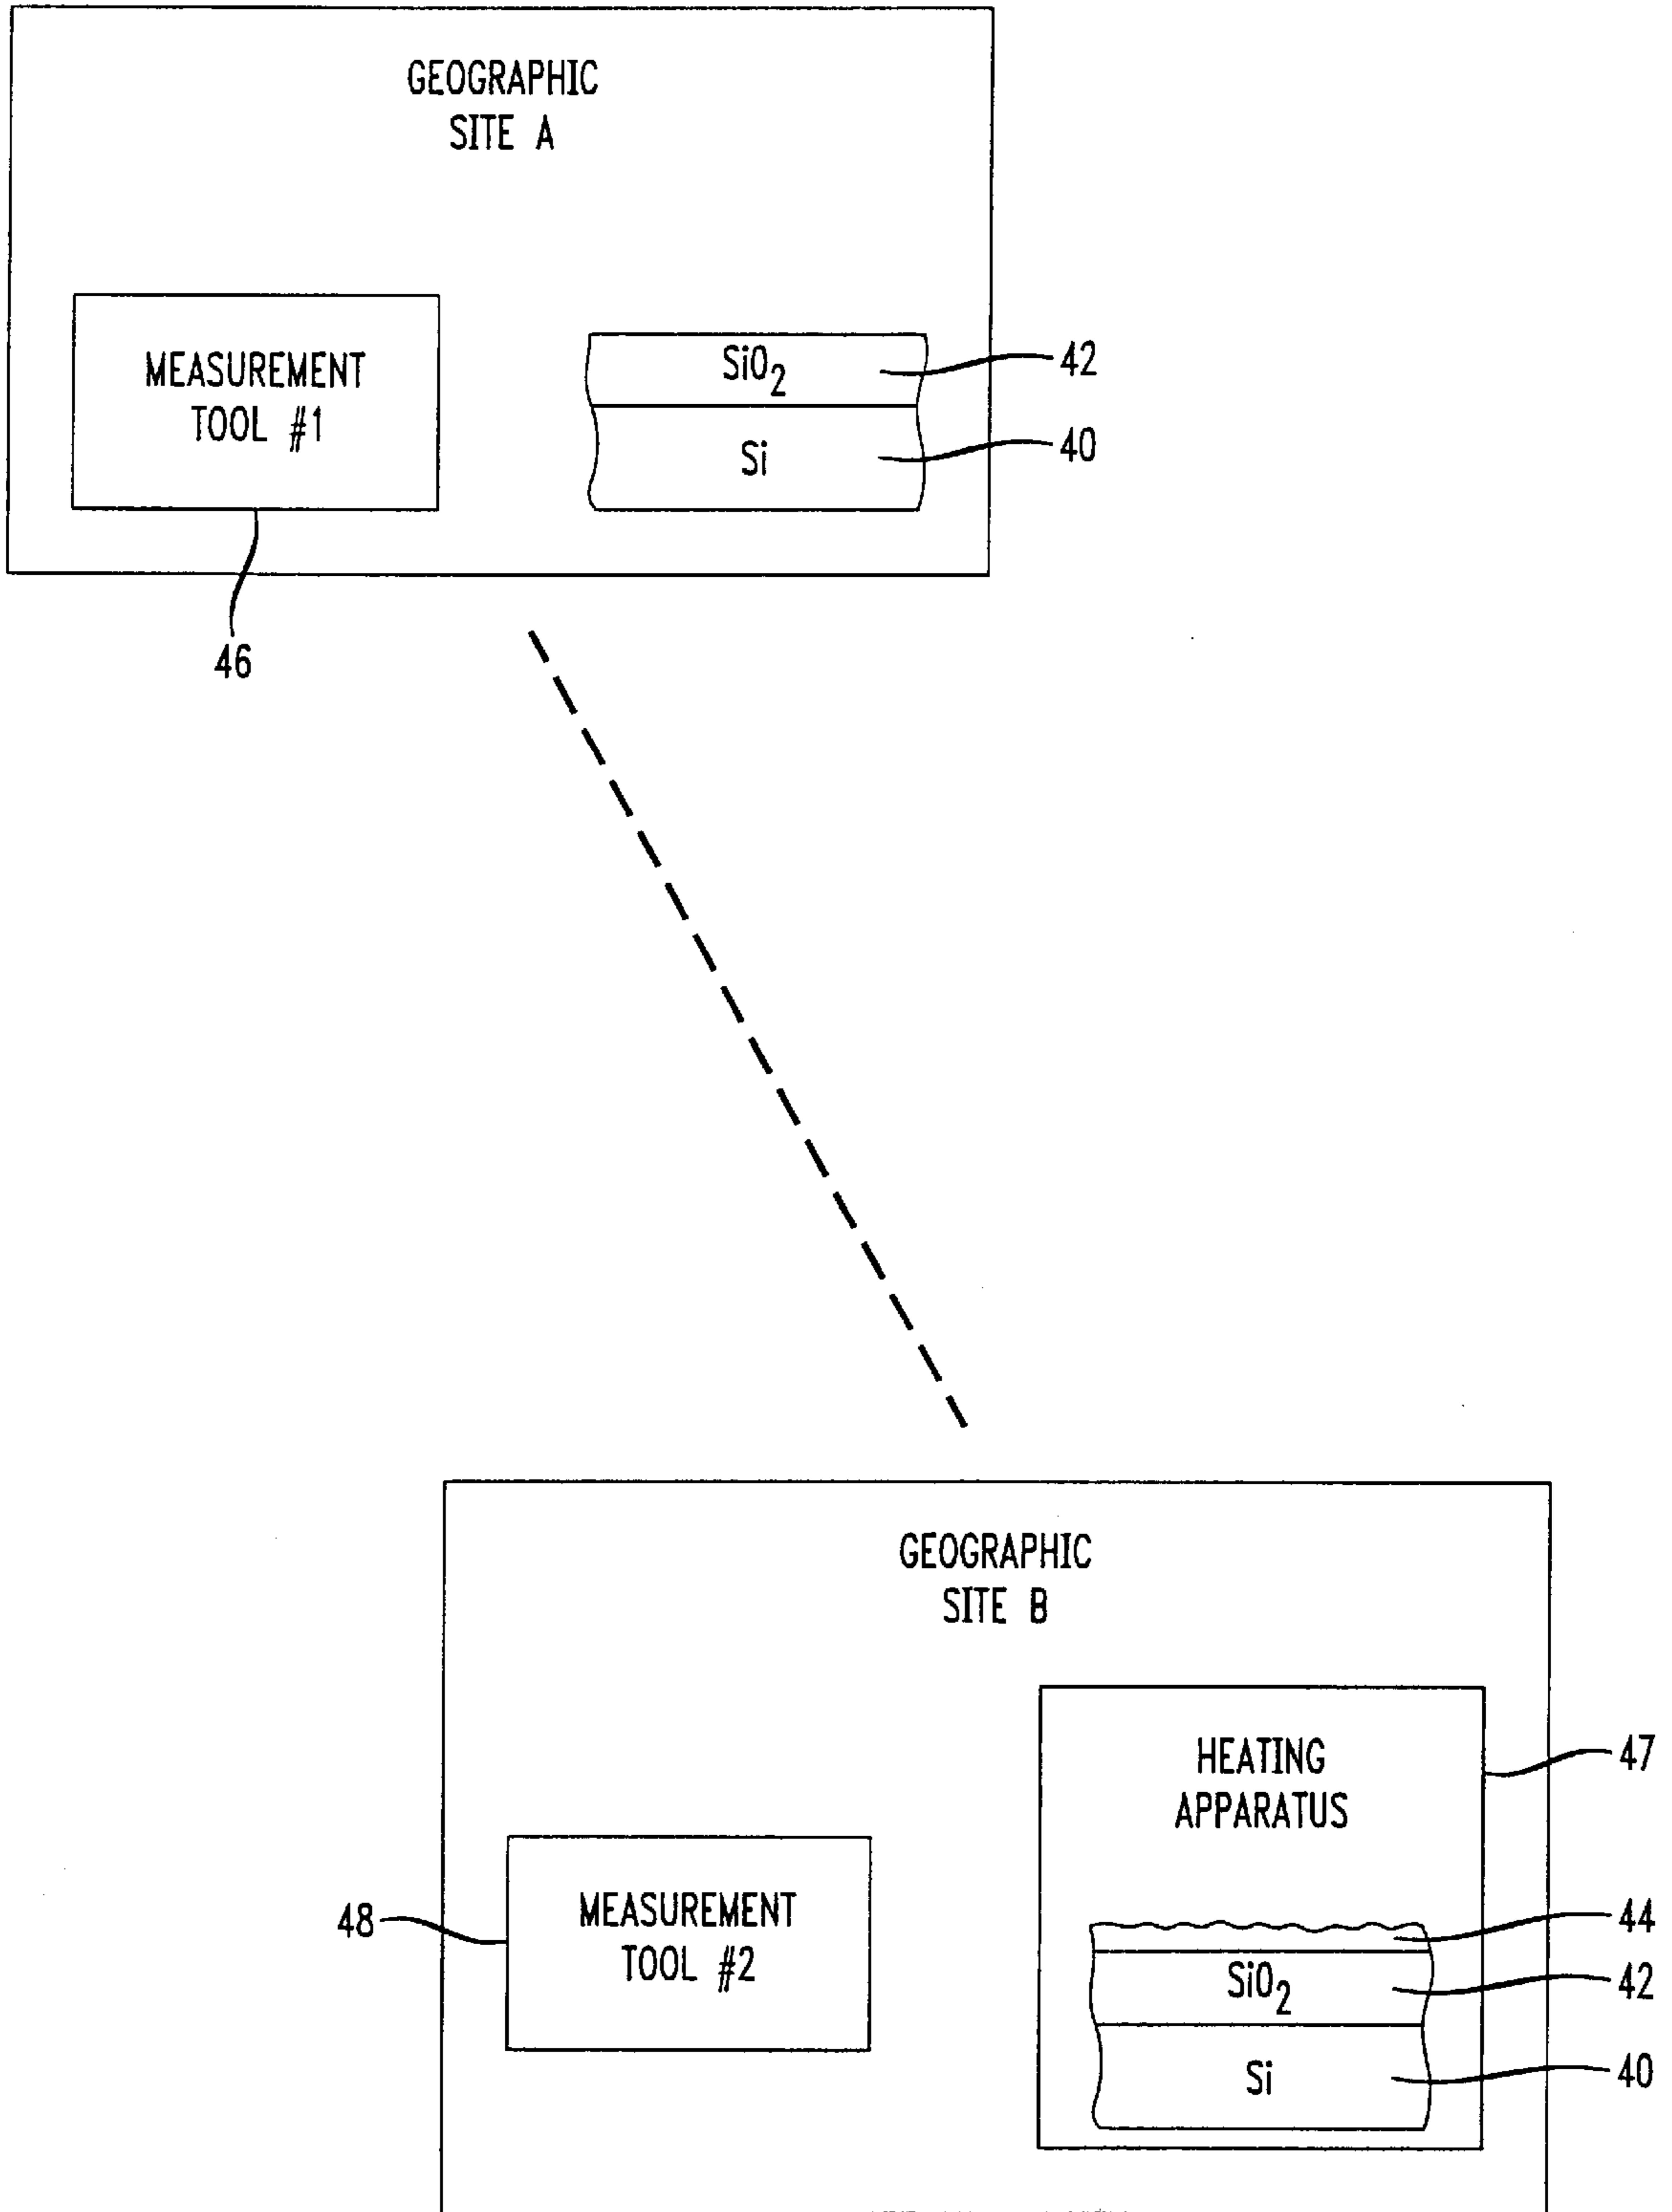 GEOGRAPHIC
SITE A
MEASUREMENT
TOOL #1
SiO2
42
Si
40
46
GEOGRAPHIC
SITE B
HEATING
APPARATUS
47
MEASUREMENT
TOOL #2
48
44
SiO2
42
Si
40